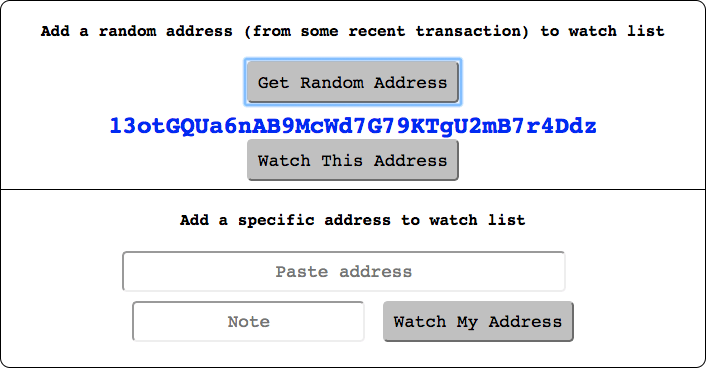 Add a random address (from some recent transaction) to watch list
Get Random Address
13otGQUa6nAB9McWd7G79KTgU2mB7r4Ddz
Watch This Address
Add a specific address to watch list
Paste address
Note Watch My Address